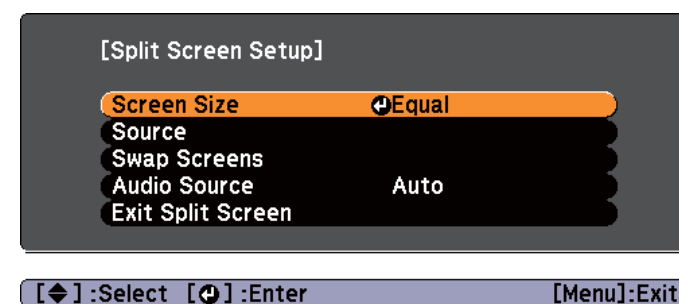 [Split Screen Setup]
Screen Size Equal
Source
Swap Screens
Audio Source Auto
Exit Split Screen
[◆] :Select [⏎] :Enter [Menu]:Exit